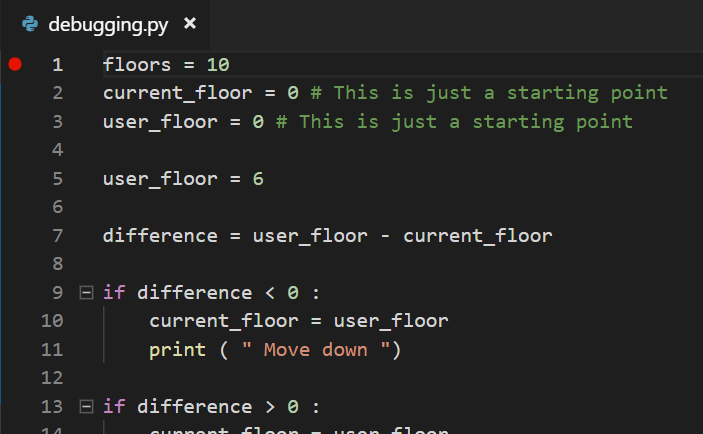 debugging.py ×
1 floors = 10
2 current_floor = 0 # This is just a starting point
3 user_floor = 0 # This is just a starting point
4
5 user_floor = 6
6
7 difference = user_floor - current_floor
8
9 if difference < 0 :
10 current_floor = user_floor
11 print ( " Move down ")
12
13 if difference > 0 :
14 current_floor = user_floor